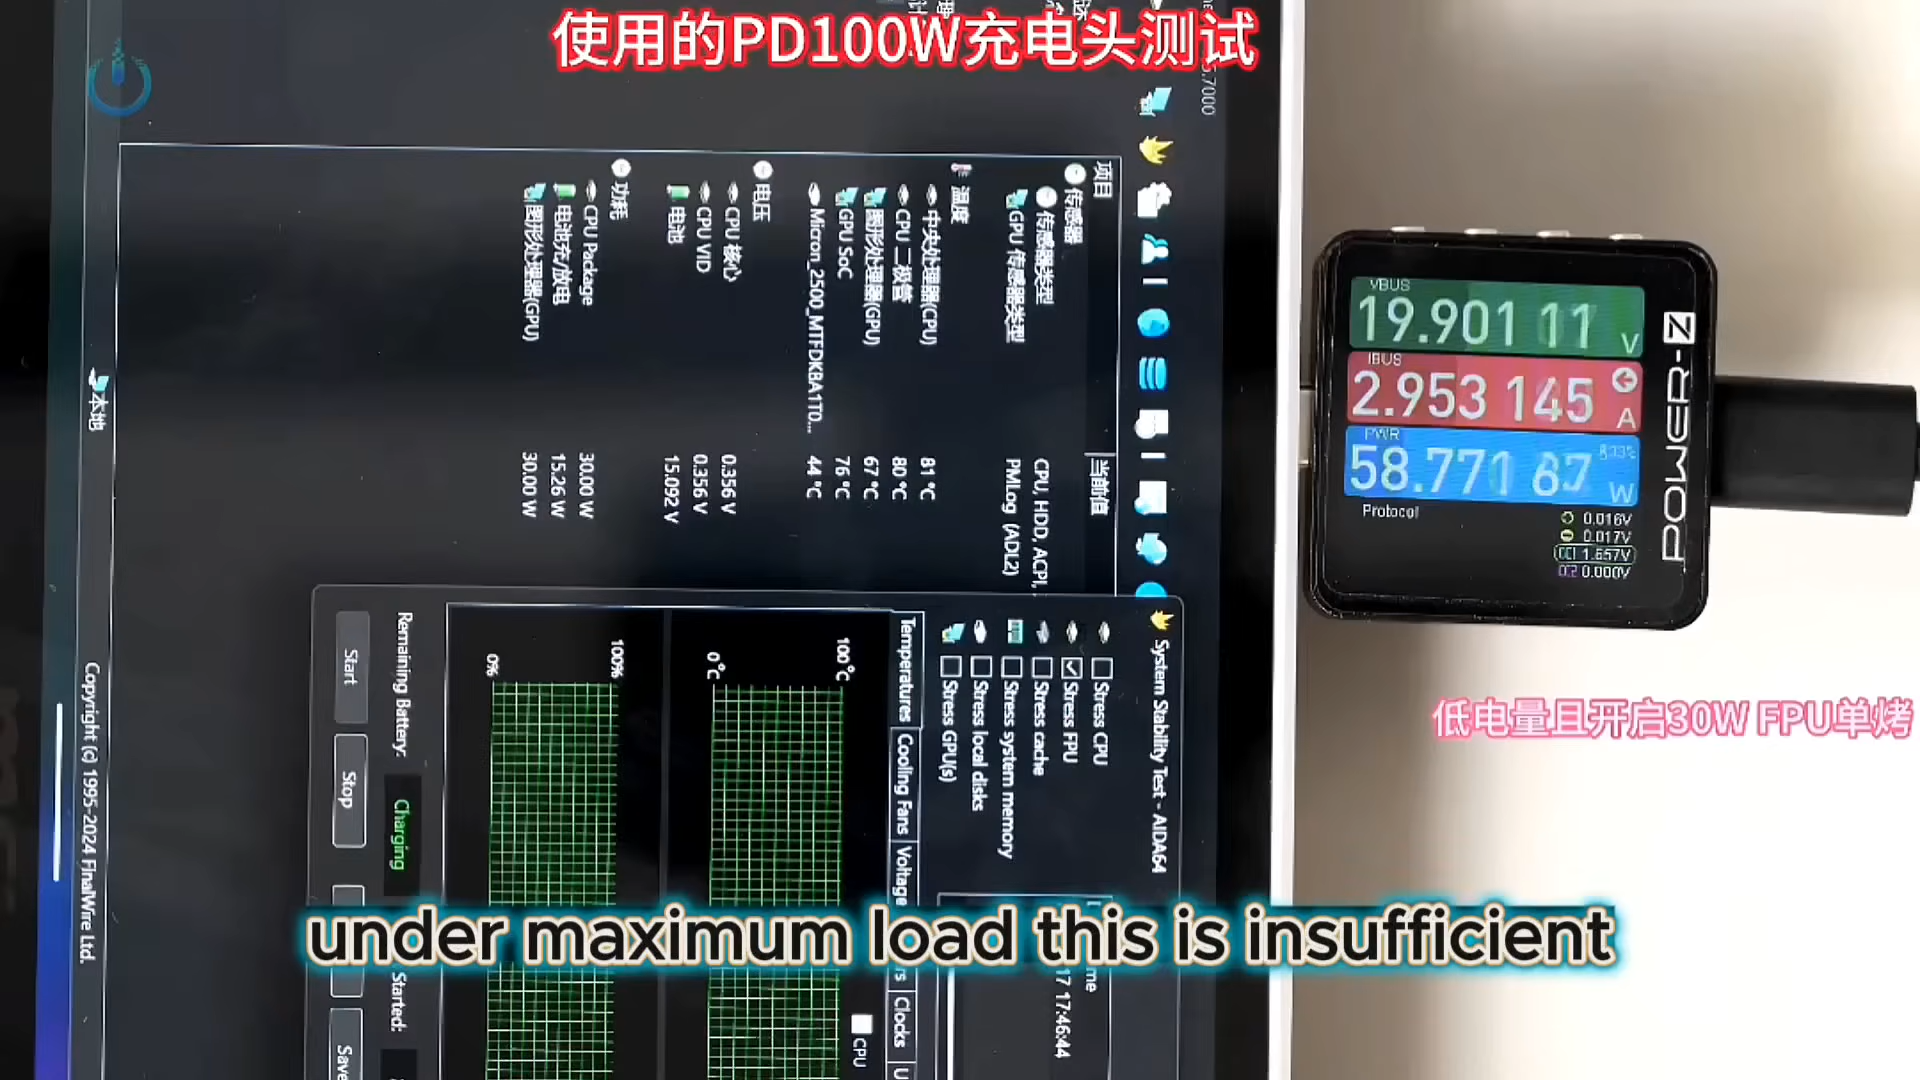 使用的PD100W充电头测试
5.7000
项目
当前值
传感器
传感器类型
CPU, HDD, ACPI,
GPU 传感器类型
PMLog (ADL2)
温度
中央处理器(CPU)
81 °C
CPU 二极管
80 °C
图形处理器(GPU)
67 °C
GPU SoC
76 °C
Micron_2500_MTFDKBA1T0...
44 °C
电压
CPU 核心
0.356 V
CPU VID
0.356 V
电池
15.092 V
功耗
CPU Package
30.00 W
电池充/放电
15.26 W
图形处理器(GPU)
30.00 W
本地
Copyright (c) 1995-2024 FinalWire Ltd.
System Stability Test - AIDA64
Stress CPU
Stress FPU
Stress cache
Stress system memory
Stress local disks
Stress GPU(s)
17 17:46:44
Temperatures
Cooling Fans
Voltage
Clocks
100°C
0°C
CPU
100%
0%
Remaining Battery:
Charging
Started:
Start
Stop
Save
VBUS
19.901 11 V
IBUS
2.953 145 A
PWR
58.771 67 W
Protocol
0.016V
0.017V
CC1 1.657V
0.000V
POWER-Z
低电量且开启30W FPU单烤
under maximum load this is insufficient